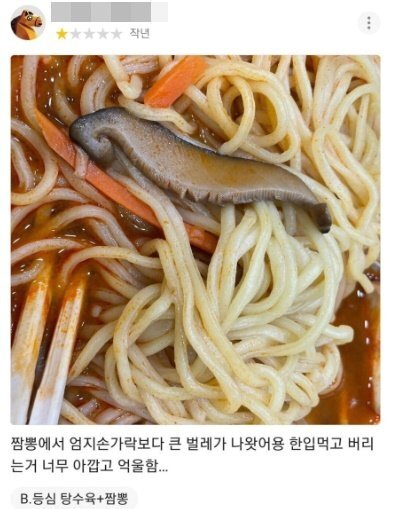 작년
짬뽕에서 엄지손가락보다 큰 벌레가 나왓어용 한입먹고 버리
는거 너무 아깝고 억울함...
B.등심 탕수육+짬뽕